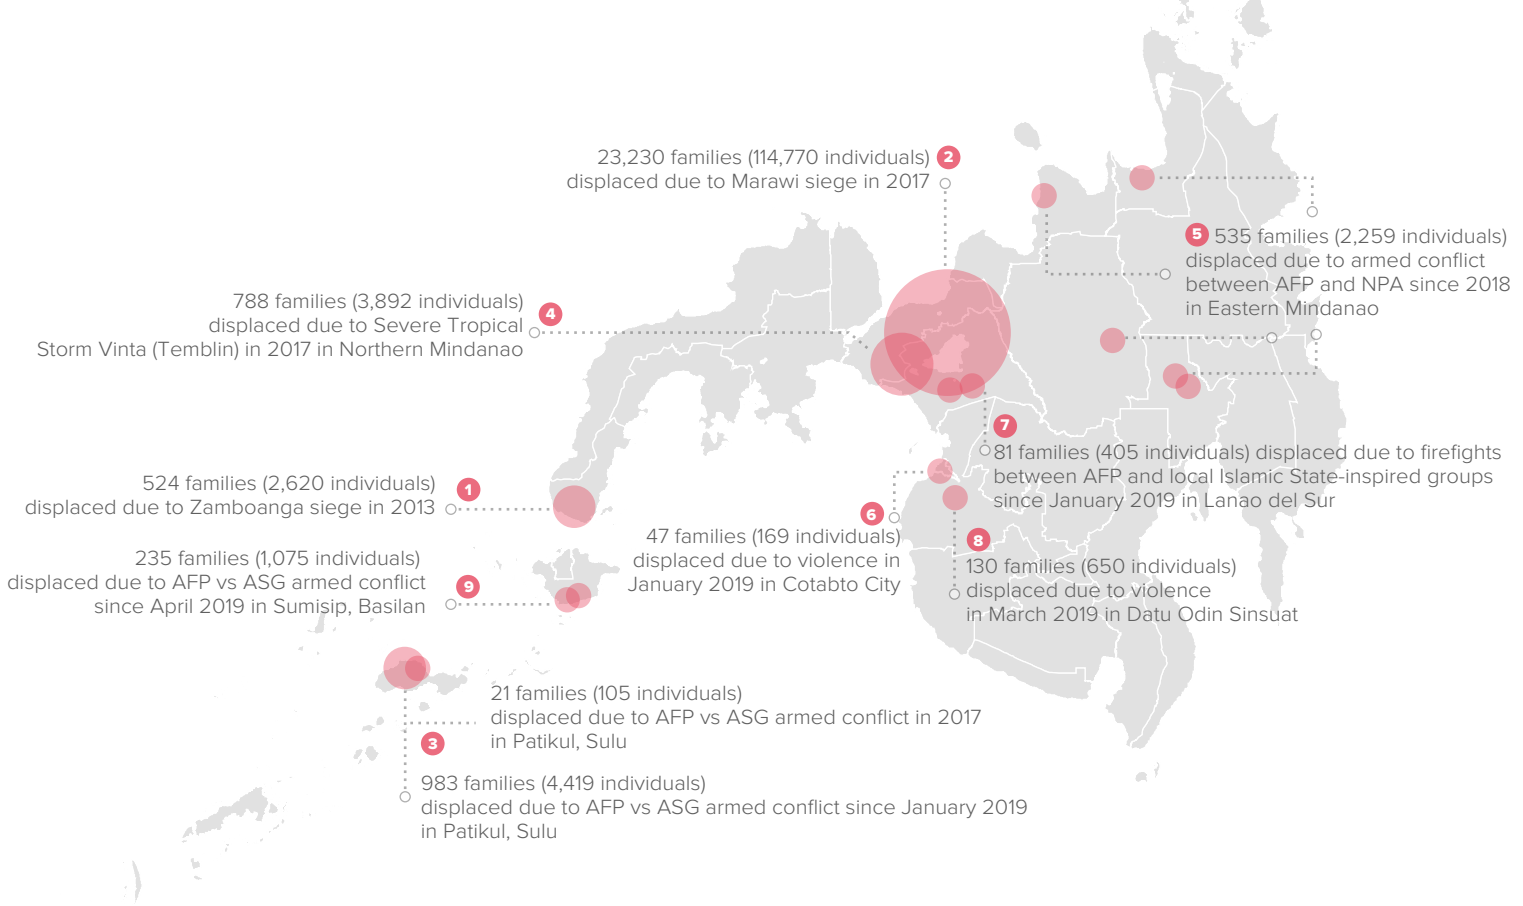 23,230 families (114,770 individuals) 2
displaced due to Marawi siege in 2017
5 535 families (2,259 individuals)
displaced due to armed conflict
between AFP and NPA since 2018
in Eastern Mindanao
788 families (3,892 individuals) 4
displaced due to Severe Tropical
Storm Vinta (Temblin) in 2017 in Northern Mindanao
7
81 families (405 individuals) displaced due to firefights
between AFP and local Islamic State-inspired groups
since January 2019 in Lanao del Sur
524 families (2,620 individuals) 1
displaced due to Zamboanga siege in 2013
6
47 families (169 individuals)
displaced due to violence in
January 2019 in Cotabto City
8
130 families (650 individuals)
displaced due to violence
in March 2019 in Datu Odin Sinsuat
235 families (1,075 individuals)
displaced due to AFP vs ASG armed conflict 9
since April 2019 in Sumisip, Basilan
21 families (105 individuals)
displaced due to AFP vs ASG armed conflict in 2017
in Patikul, Sulu
3
983 families (4,419 individuals)
displaced due to AFP vs ASG armed conflict since January 2019
in Patikul, Sulu